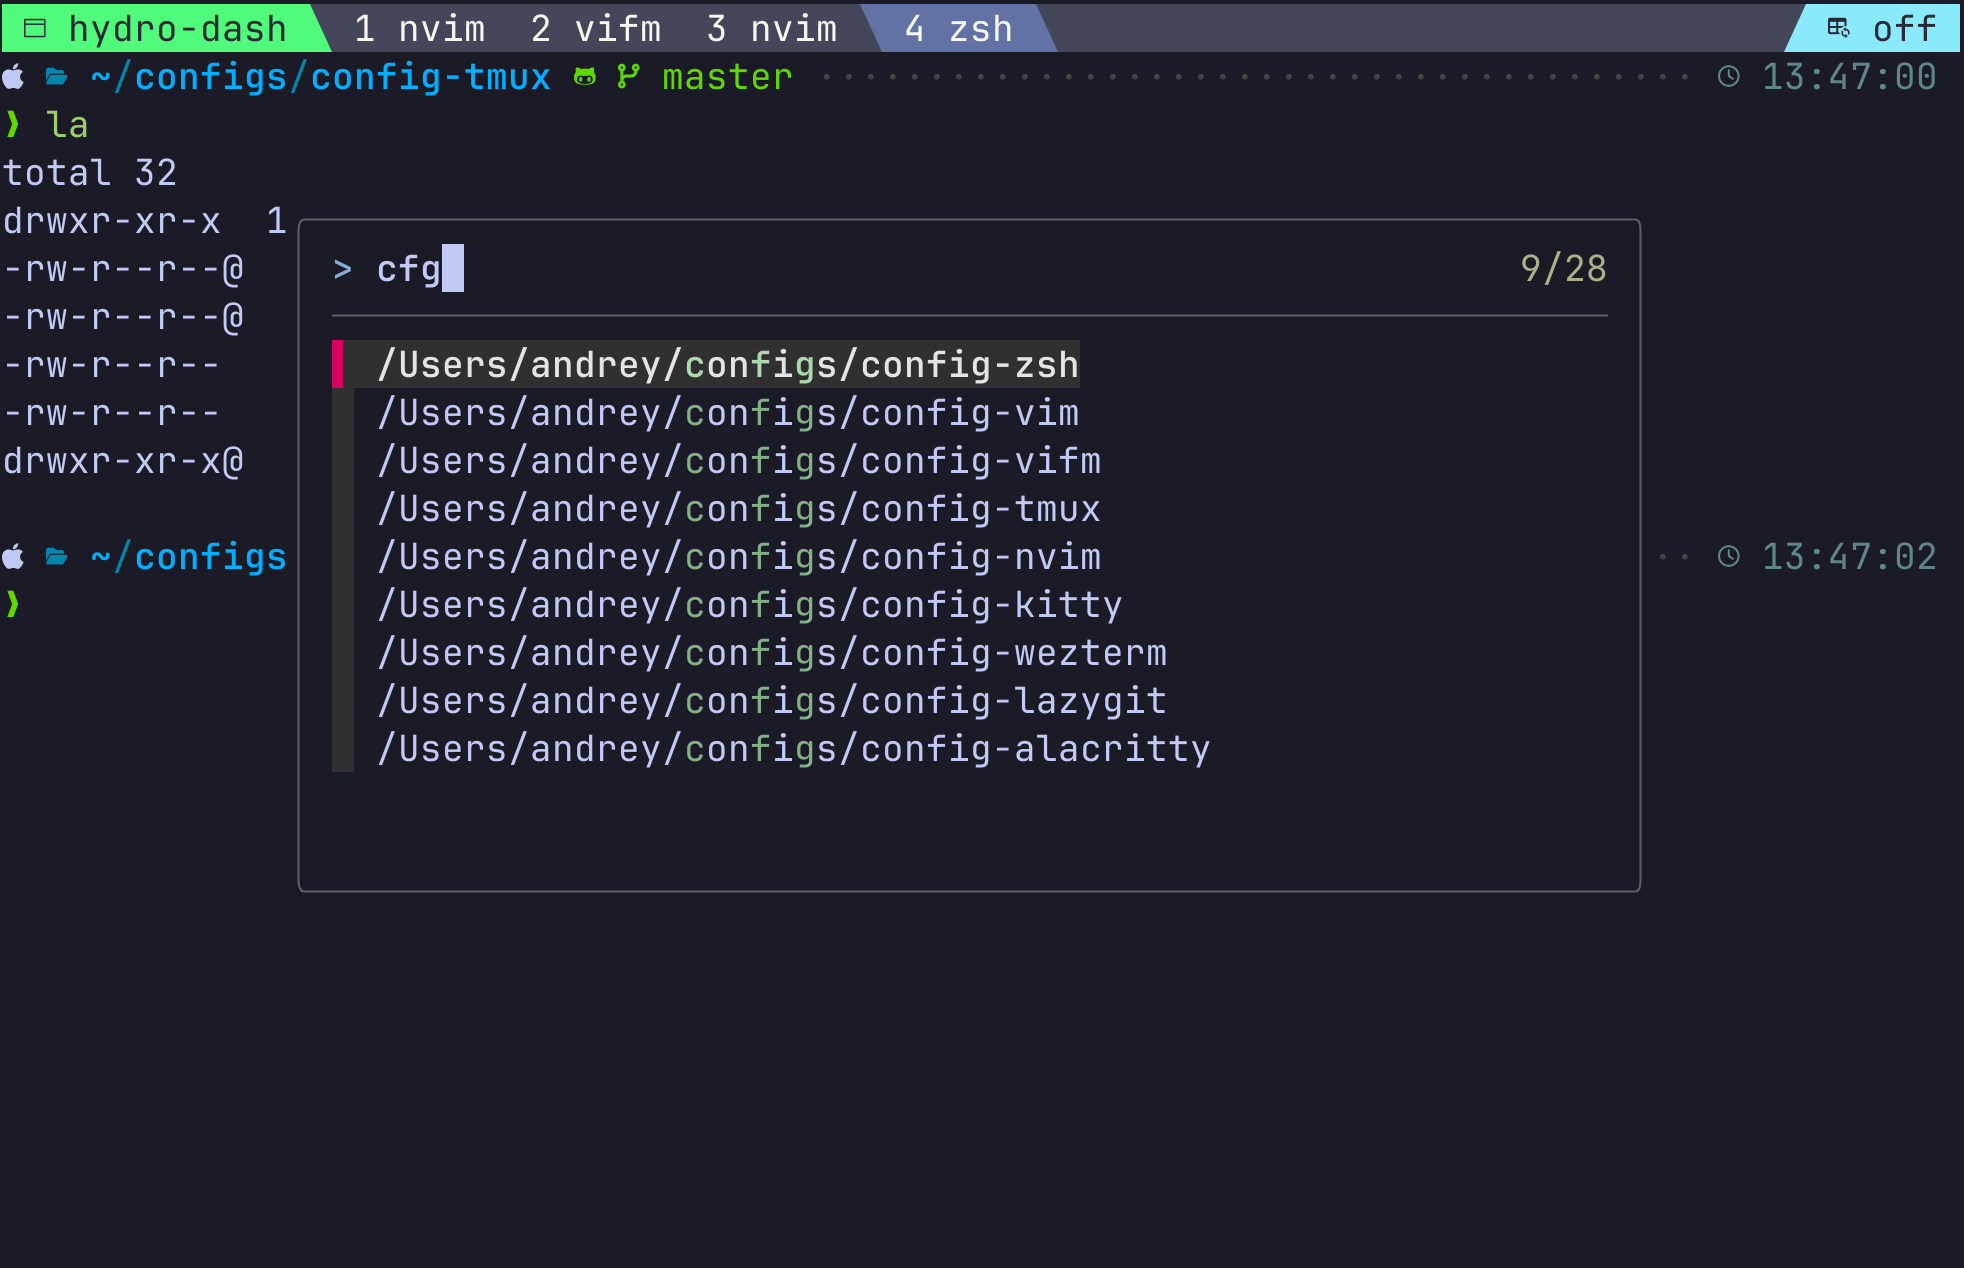 hydro-dash 1 nvim 2 vifm 3 nvim 4 zsh off
~/configs/config-tmux master 13:47:00
❯ la
total 32
drwxr-xr-x 1
-rw-r--r--@
> cfg 9/28
-rw-r--r--@
-rw-r--r--
/Users/andrey/configs/config-zsh
-rw-r--r--
/Users/andrey/configs/config-vim
drwxr-xr-x@
/Users/andrey/configs/config-vifm
/Users/andrey/configs/config-tmux
~/configs 13:47:02
/Users/andrey/configs/config-nvim
❯
/Users/andrey/configs/config-kitty
/Users/andrey/configs/config-wezterm
/Users/andrey/configs/config-lazygit
/Users/andrey/configs/config-alacritty